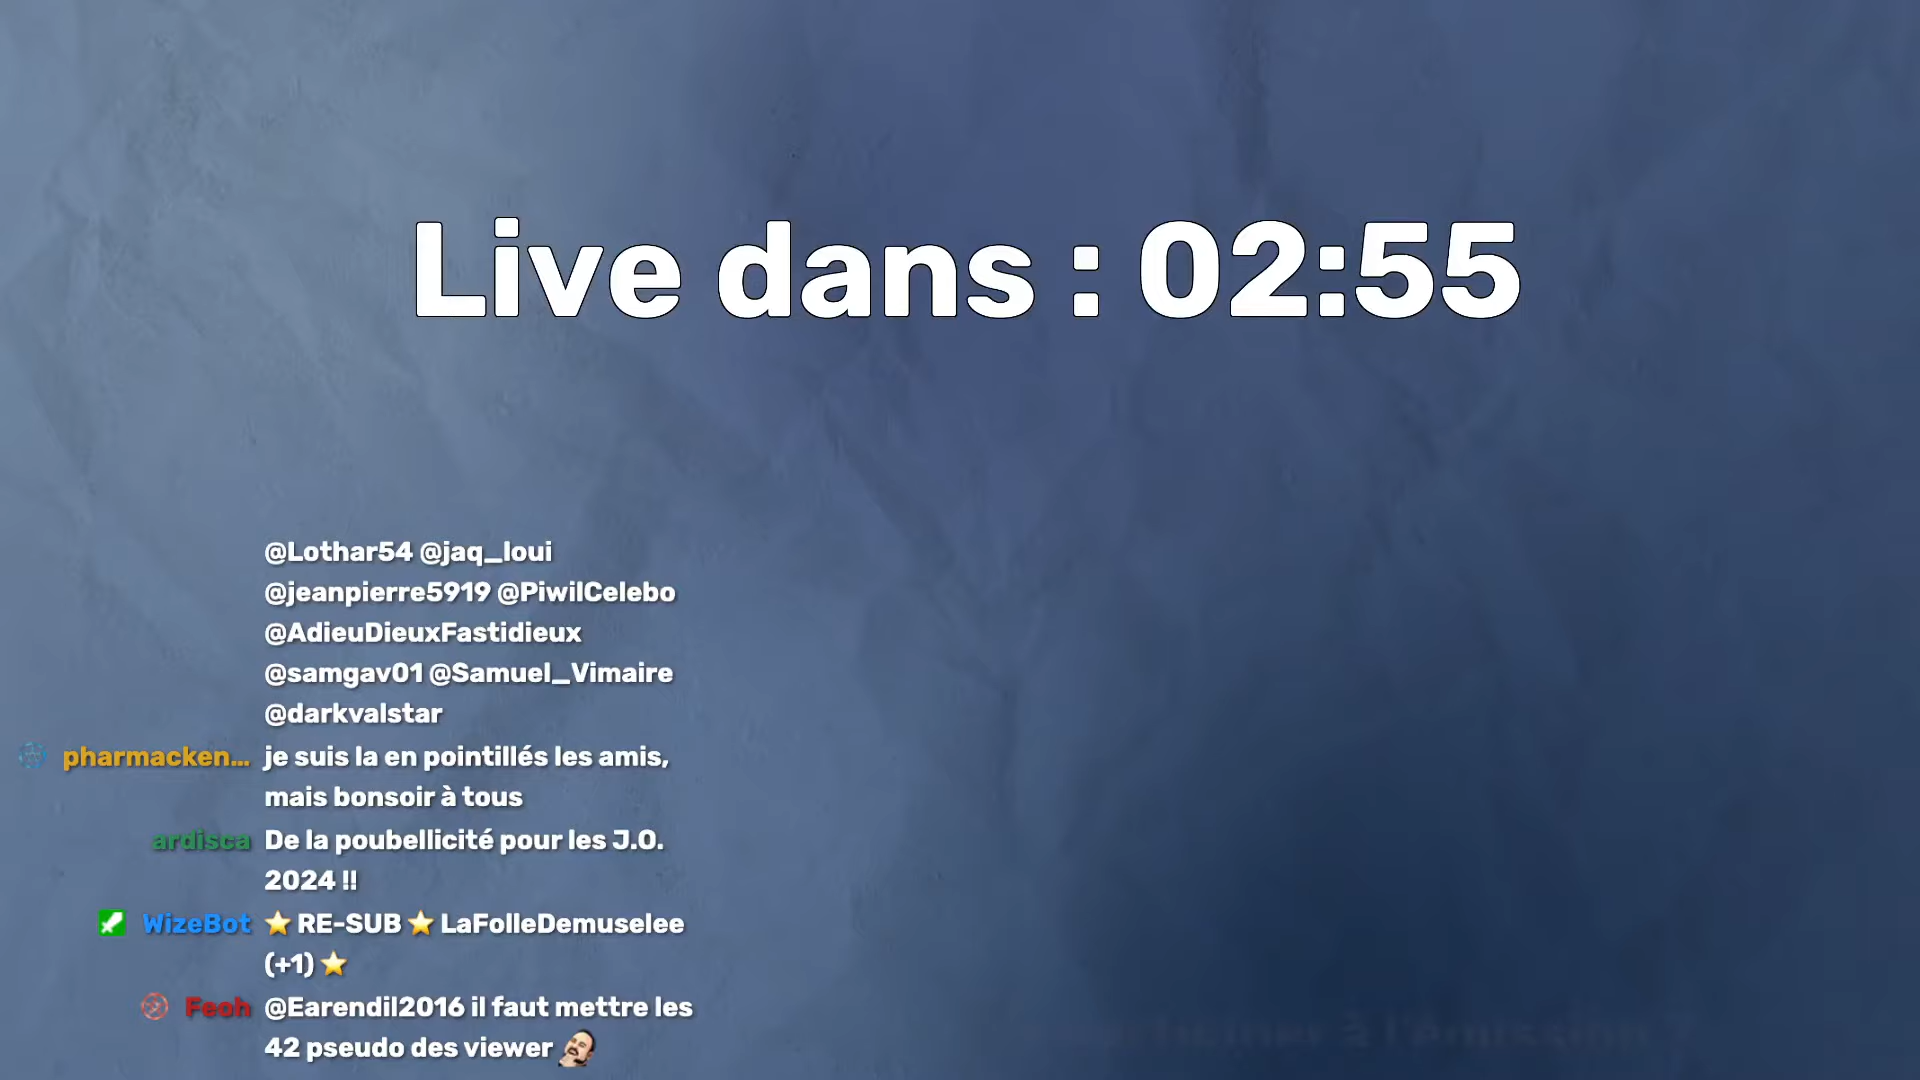 Live dans : 02:55
@Lothar54 @jaq_loui
@jeanpierre5919 @PiwilCelebo
@AdieuDieuxFastidieux
@samgav01 @Samuel_Vimaire
@darkvalstar
pharmacken... je suis la en pointillés les amis,
mais bonsoir à tous
ardisca De la poubellicité pour les J.O.
2024 !!
WizeBot ⭐ RE-SUB ⭐ LaFolleDemuselee
(+1) ⭐
Feoh @Earendil2016 il faut mettre les
42 pseudo des viewer
à l'émission